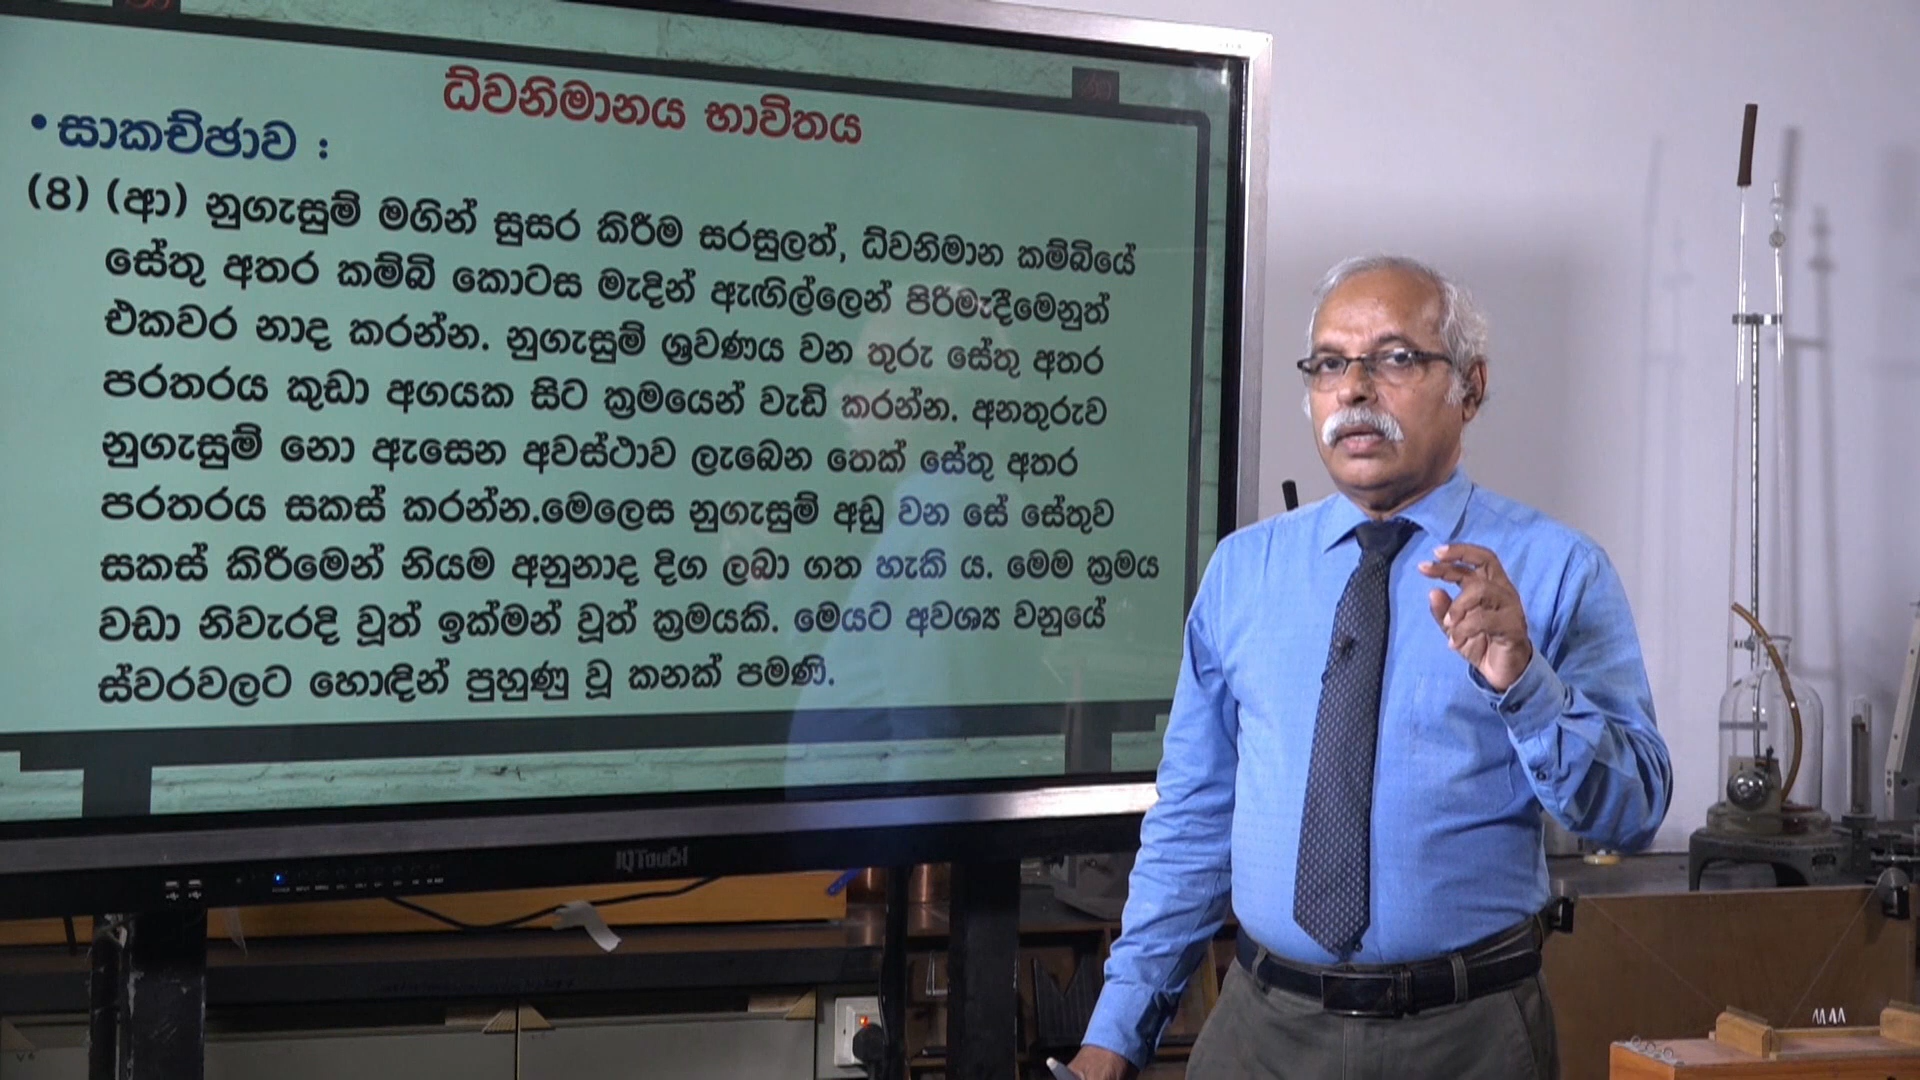 ධ්වනිමානය භාවිතය
• සාකච්ඡාව :
(8) (ආ) නුගැසුම් මගින් සුසර කිරීම සරසුලත්, ධ්වනිමාන කම්බියේ
සේතු අතර කම්බි කොටස මැදින් ඇඟිල්ලෙන් පිරිමැදීමෙනුත්
එකවර නාද කරන්න. නුගැසුම් ශ්‍රවණය වන තුරු සේතු අතර
පරතරය කුඩා අගයක සිට ක්‍රමයෙන් වැඩි කරන්න. අනතුරුව
නුගැසුම් නො ඇසෙන අවස්ථාව ලැබෙන තෙක් සේතු අතර
පරතරය සකස් කරන්න.මෙලෙස නුගැසුම් අඩු වන සේ සේතුව
සකස් කිරීමෙන් නියම අනුනාද දිග ලබා ගත හැකි ය. මෙම ක්‍රමය
වඩා නිවැරදි වූත් ඉක්මන් වූත් ක්‍රමයකි. මෙයට අවශ්‍ය වනුයේ
ස්වරවලට හොඳින් පුහුණු වූ කනක් පමණි.
IQTouch